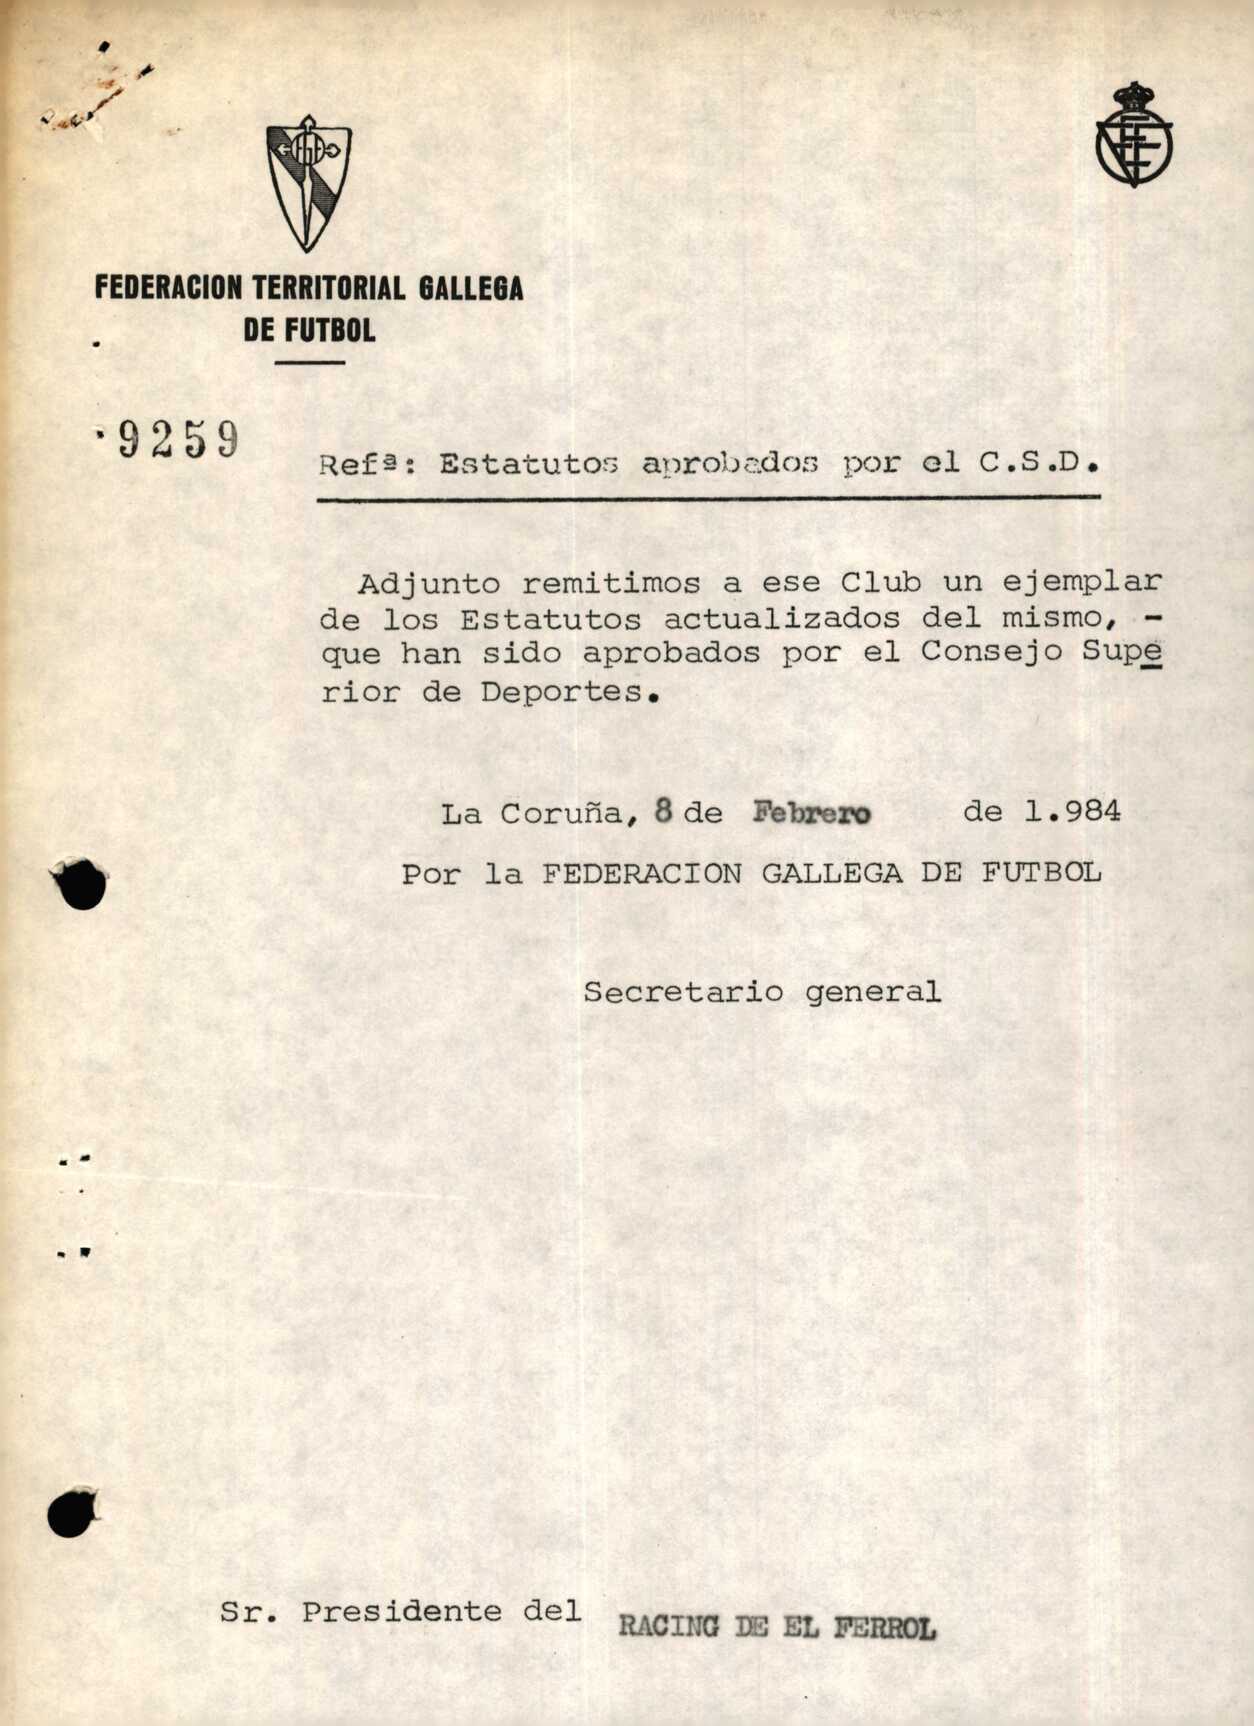 FEDERACION TERRITORIAL GALLEGA
DE FUTBOL
9259
Refª: Estatutos aprobados por el C.S.D.
Adjunto remitimos a ese Club un ejemplar
de los Estatutos actualizados del mismo, -
que han sido aprobados por el Consejo Supe
rior de Deportes.
La Coruña, 8 de Febrero de 1.984
Por la FEDERACION GALLEGA DE FUTBOL
Secretario general
Sr. Presidente del RACING DE EL FERROL